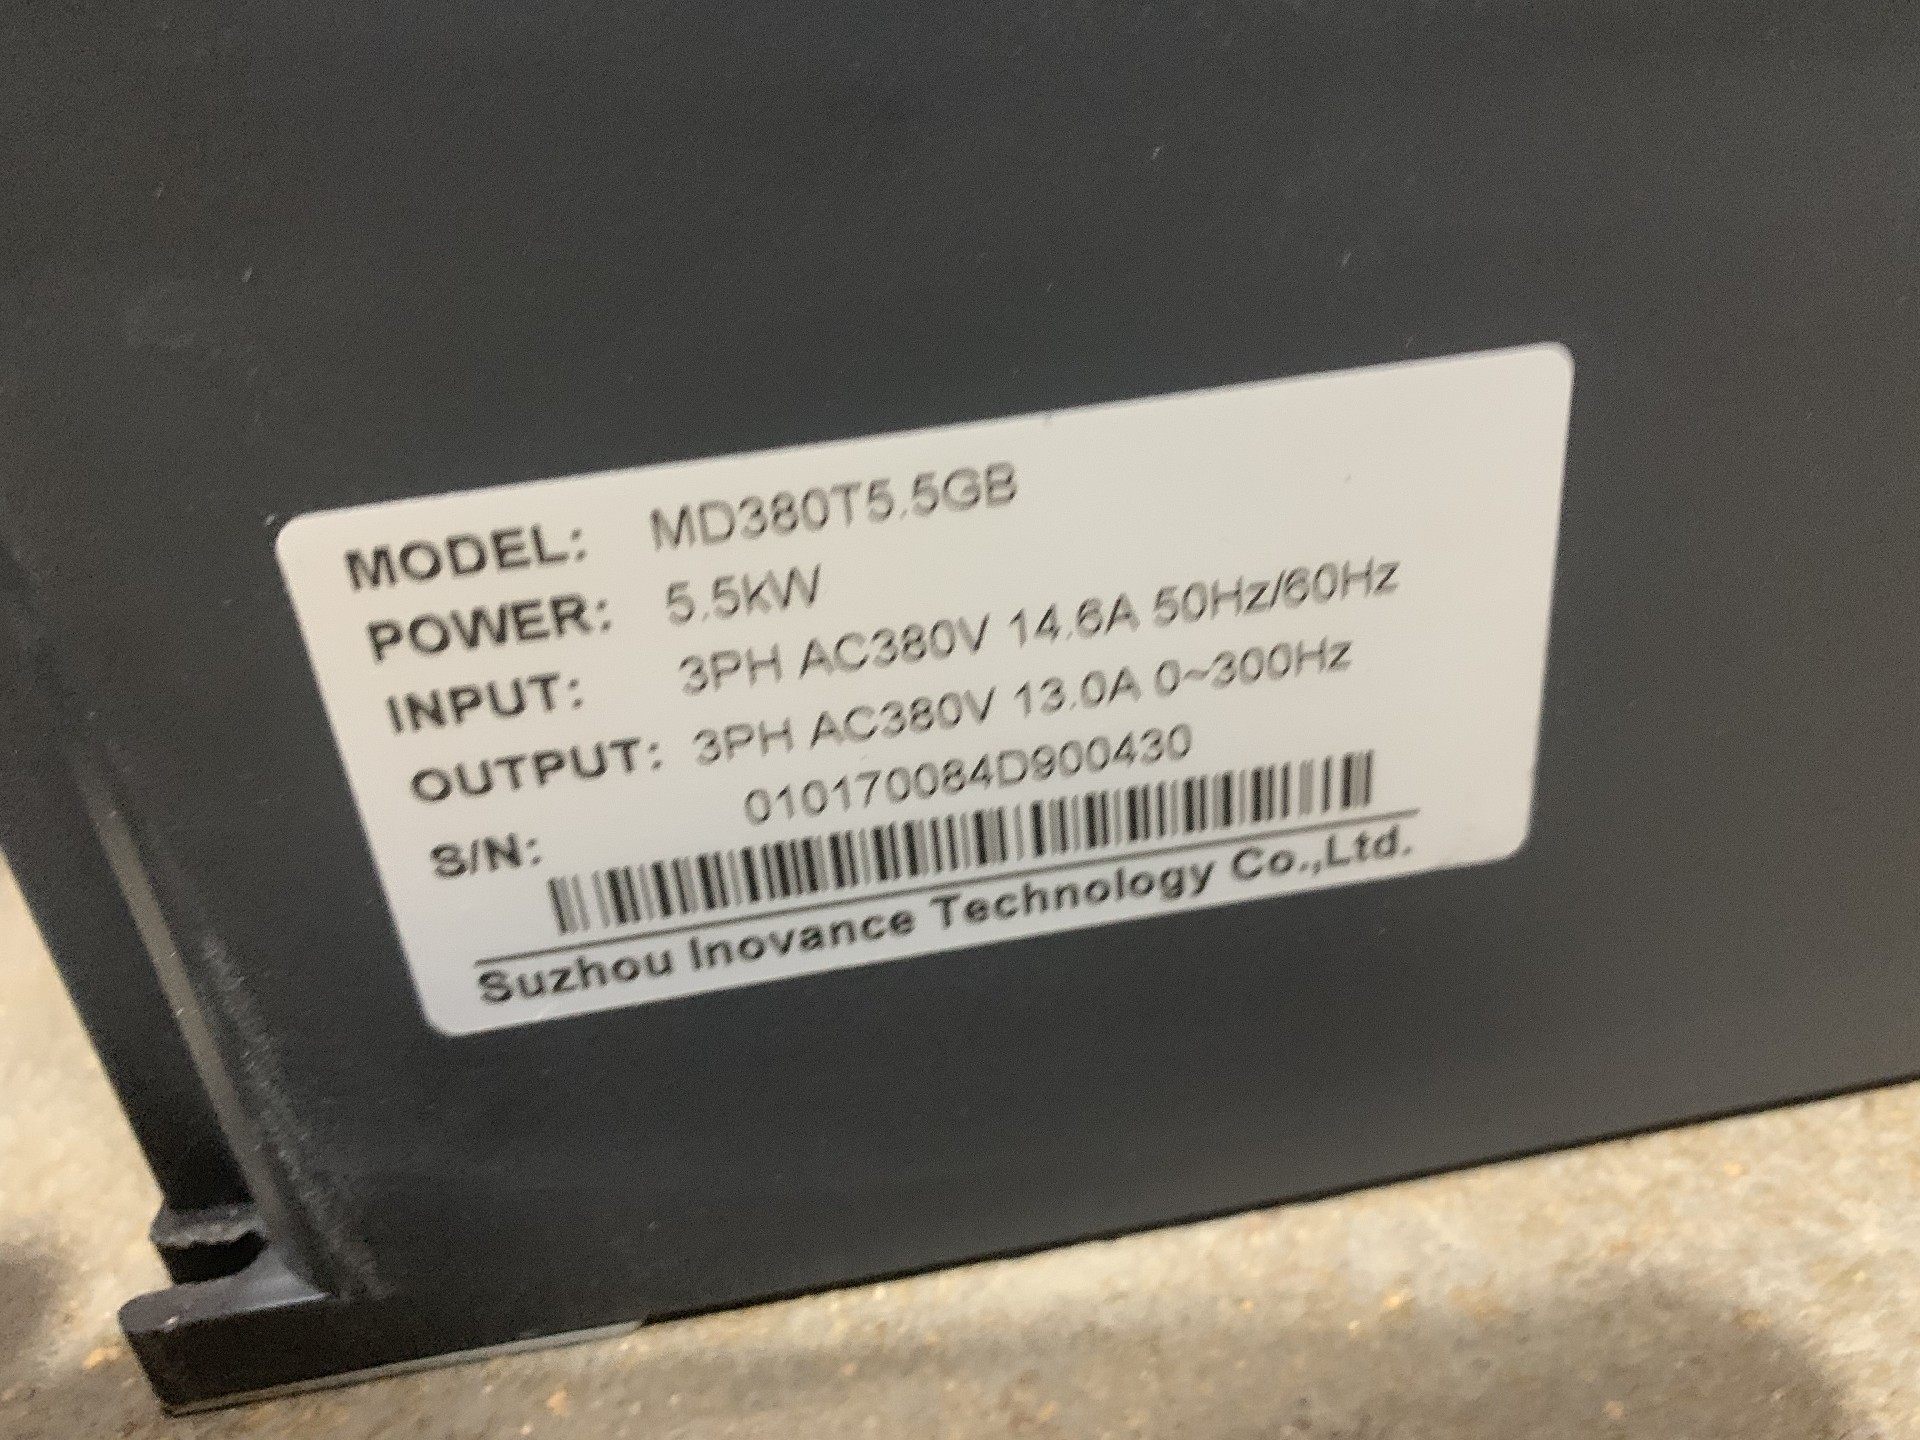 MODEL: MD380T5.5GB
POWER: 5.5kW
INPUT: 3PH AC380V 14.6A 50Hz/60Hz
OUTPUT: 3PH AC380V 13.0A 0~300Hz
S/N: 010170084D900430
Suzhou Inovance Technology Co.,Ltd.